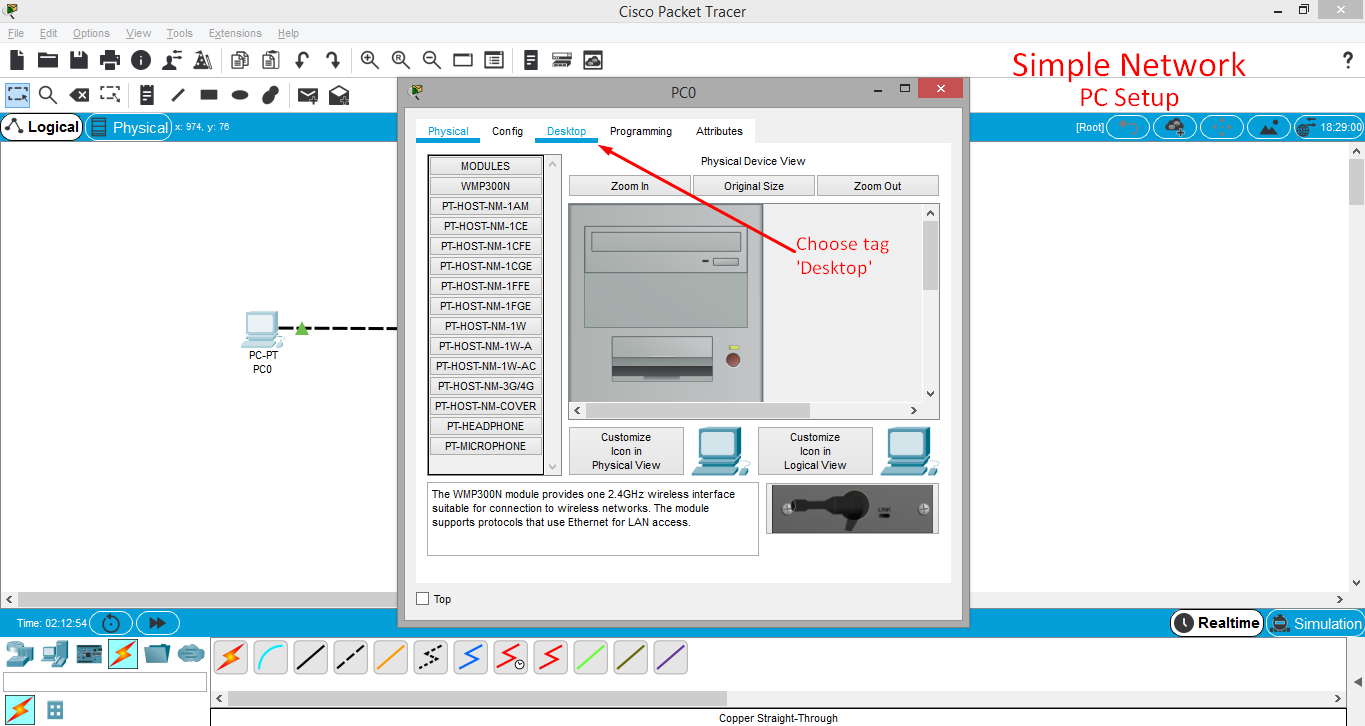 Cisco Packet Tracer
File Edit Options View Tools Extensions Help
Simple Network
PC Setup
Logical
Physical
x: 974, y: 76
[Root]
18:29:00
PC-PT
PC0
PC0
Physical Config Desktop Programming Attributes
MODULES
WMP300N
PT-HOST-NM-1AM
PT-HOST-NM-1CE
PT-HOST-NM-1CFE
PT-HOST-NM-1CGE
PT-HOST-NM-1FFE
PT-HOST-NM-1FGE
PT-HOST-NM-1W
PT-HOST-NM-1W-A
PT-HOST-NM-1W-AC
PT-HOST-NM-3G/4G
PT-HOST-NM-COVER
PT-HEADPHONE
PT-MICROPHONE
Physical Device View
Zoom In
Original Size
Zoom Out
Choose tag
'Desktop'
Customize
Icon in
Physical View
Customize
Icon in
Logical View
The WMP300N module provides one 2.4GHz wireless interface
suitable for connection to wireless networks. The module
supports protocols that use Ethernet for LAN access.
LINK
Top
Time: 02:12:54
Realtime
Simulation
Copper Straight-Through